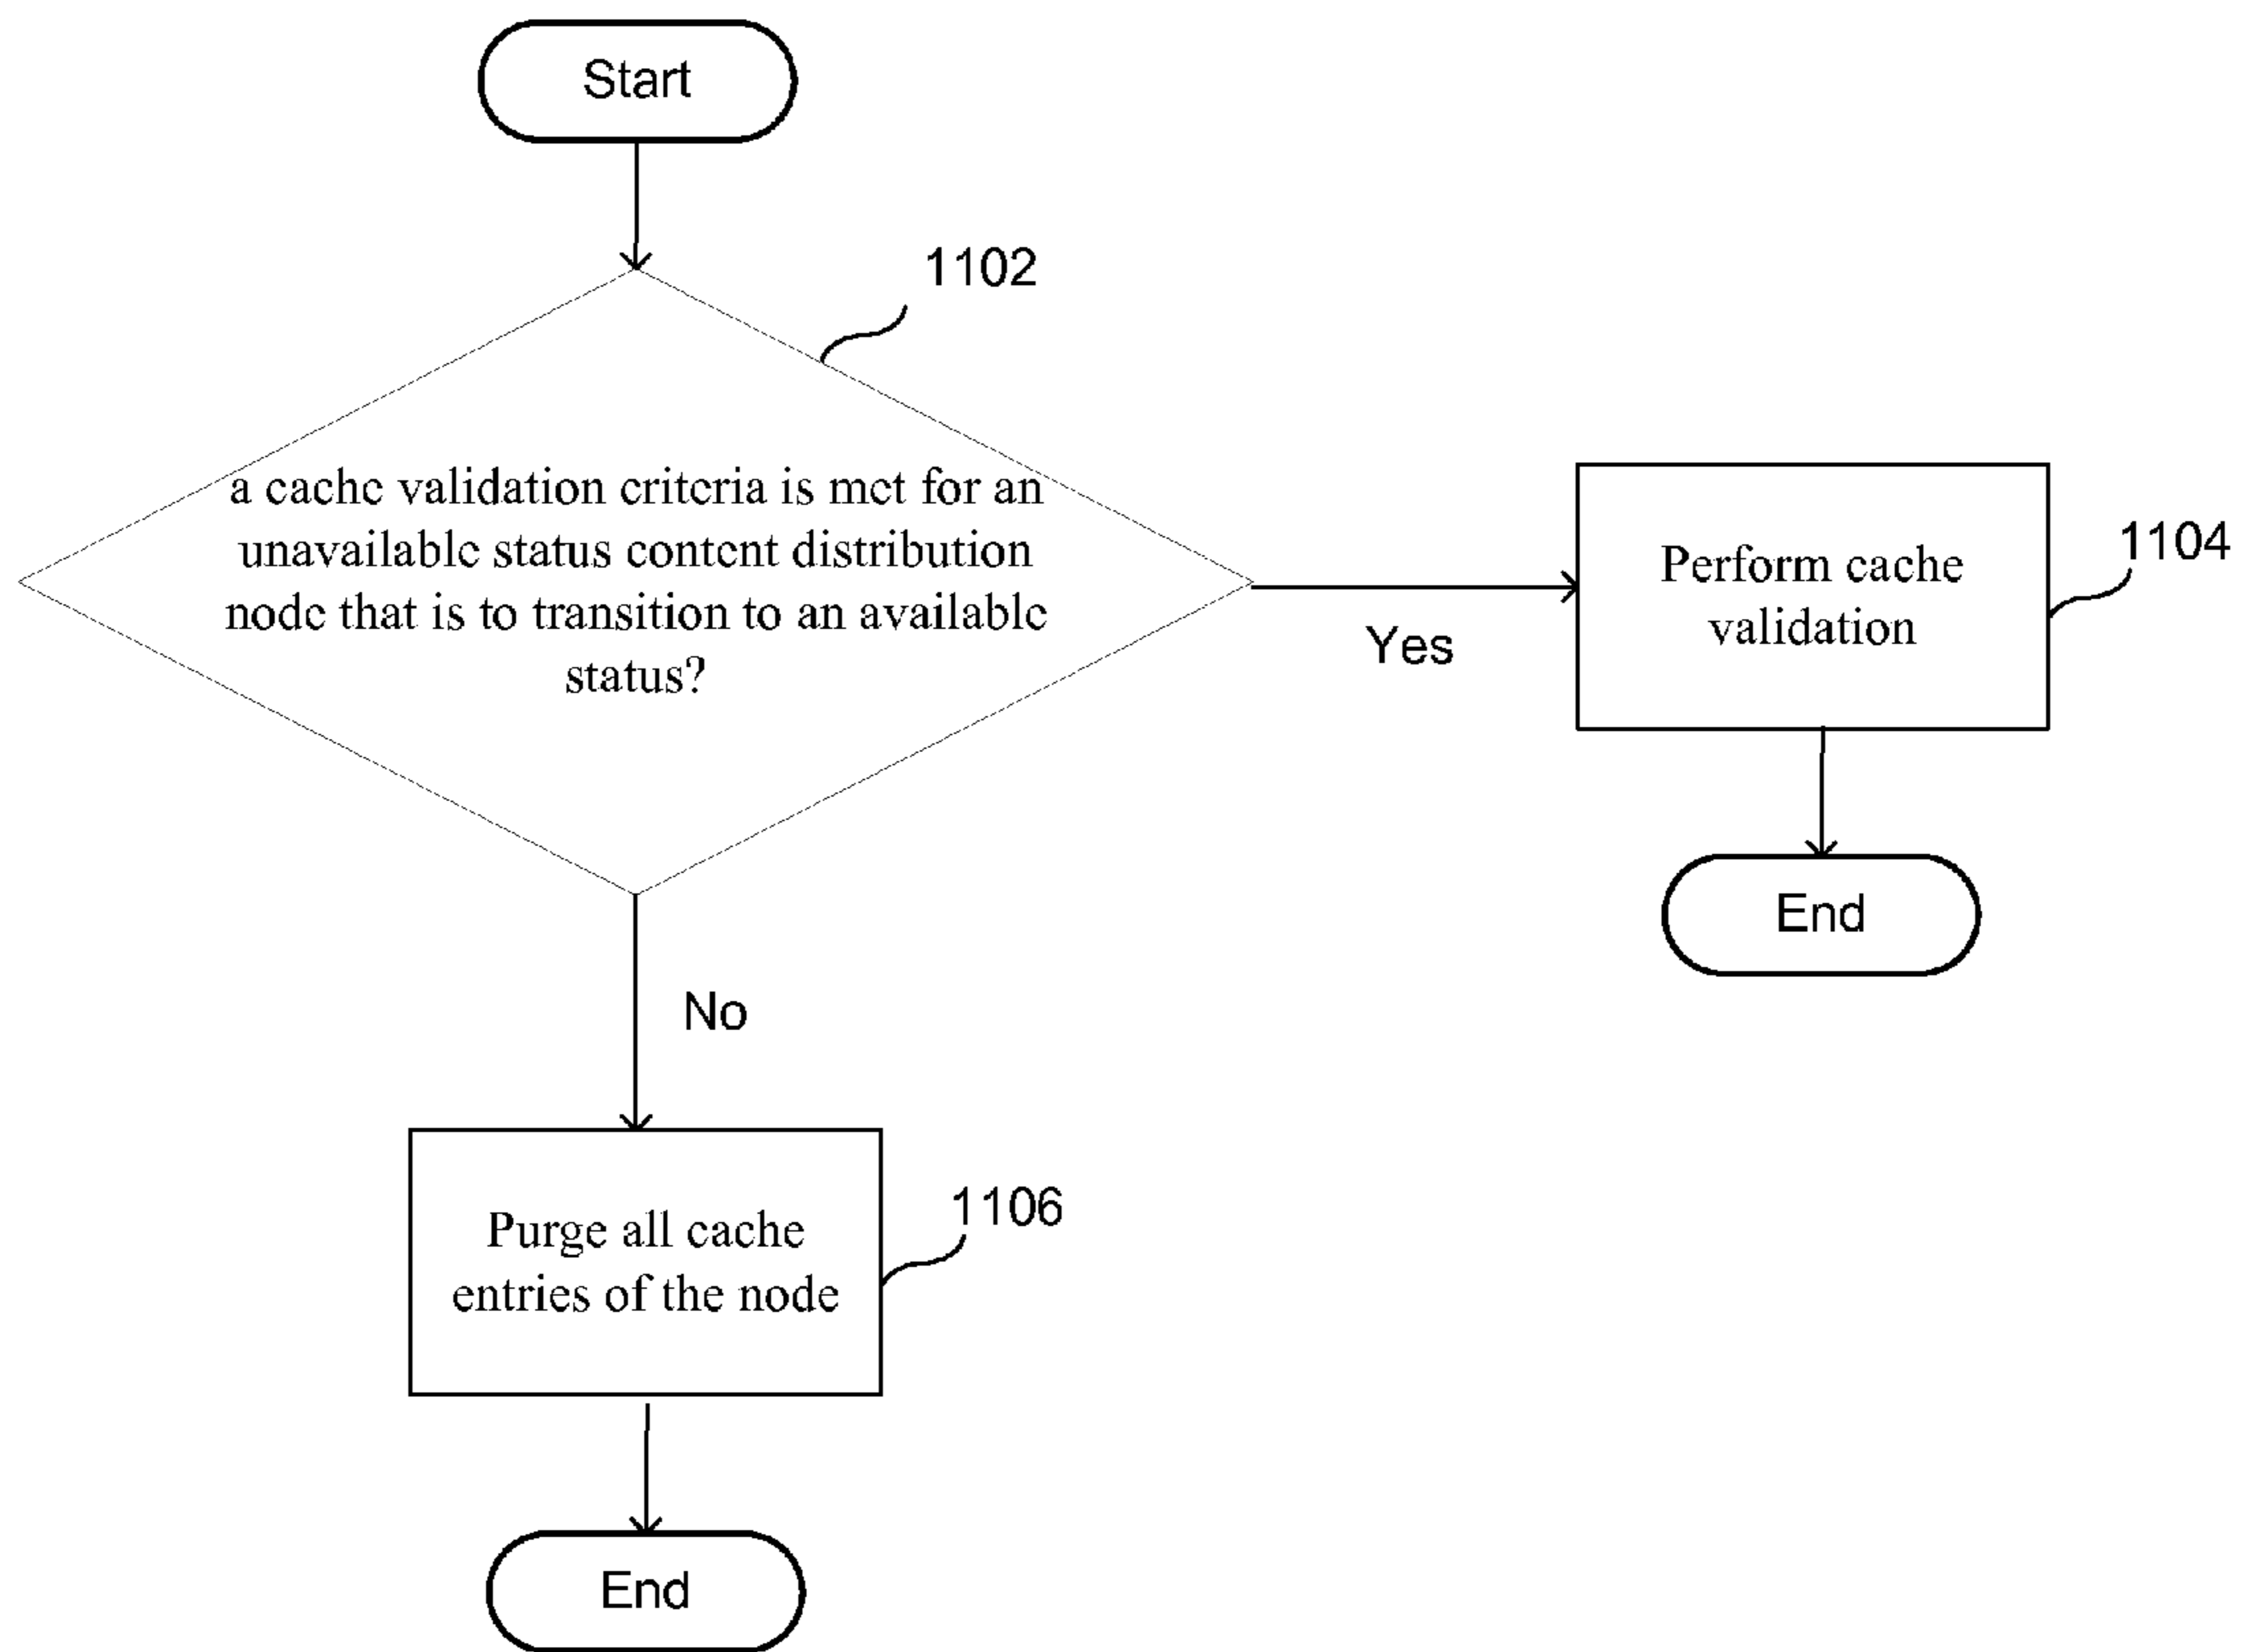 Start
1102
a cache validation criteria is met for an
unavailable status content distribution
node that is to transition to an available
status?
Yes
Perform cache
validation
1104
End
No
Purge all cache
entries of the node
1106
End